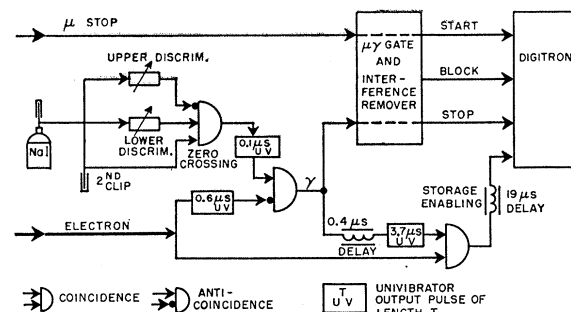 μ STOP
UPPER DISCRIM.
LOWER DISCRIM.
NaI
2ND CLIP
ZERO CROSSING
0.1μs UV
0.6μs UV
γ
ELECTRON
μγ GATE AND INTER- FERENCE REMOVER
START
BLOCK
STOP
DIGITRON
STORAGE ENABLING
19μs DELAY
0.4μs DELAY
3.7μs UV
COINCIDENCE
ANTI- COINCIDENCE
T UV
UNIVIBRATOR
OUTPUT PULSE OF
LENGTH T